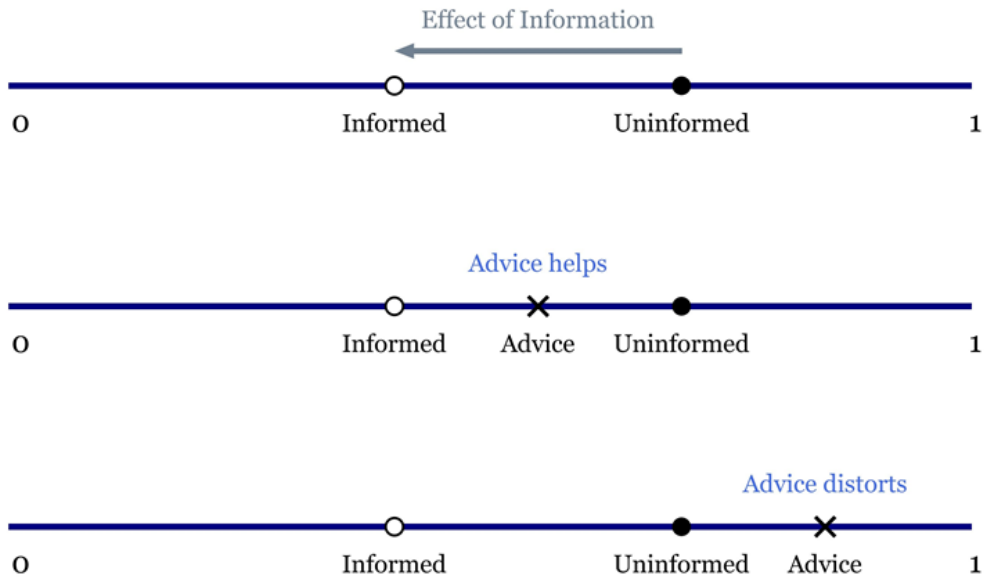 Effect of Information
0 Informed Uninformed 1
Advice helps
0 Informed Advice Uninformed 1
Advice distorts
0 Informed Uninformed Advice 1